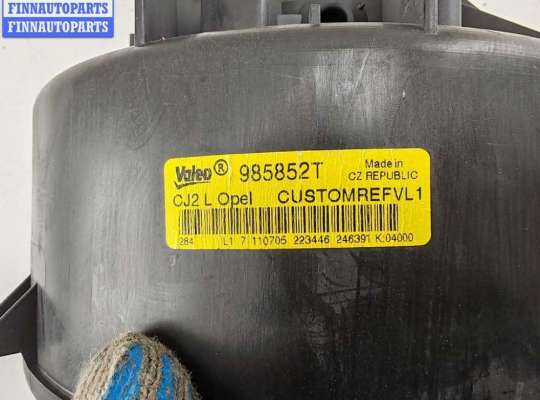 FINNAUTOPARTS
FINNAUTOPARTS
Valeo® 985852T Made in
CZ REPUBLIC
CJ2 L Opel CUSTOMREFVL1
284 L1 7 110705 223446 246391 K:04000